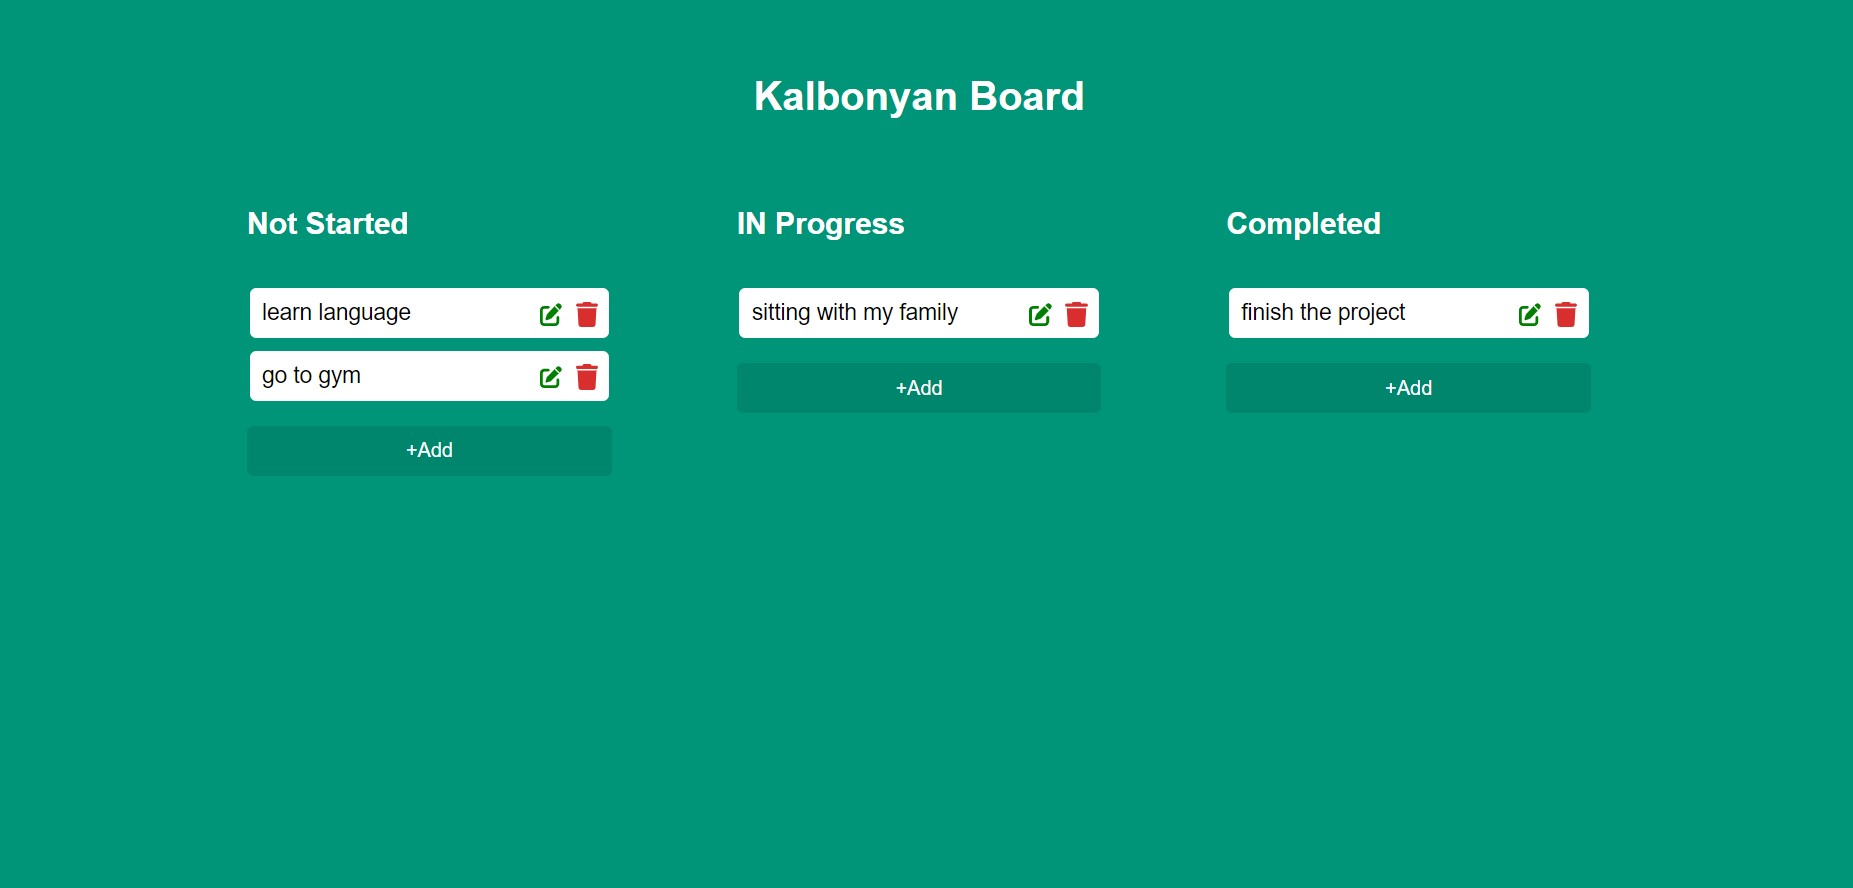 Kalbonyan Board
Not Started
learn language
go to gym
+Add
IN Progress
sitting with my family
+Add
Completed
finish the project
+Add